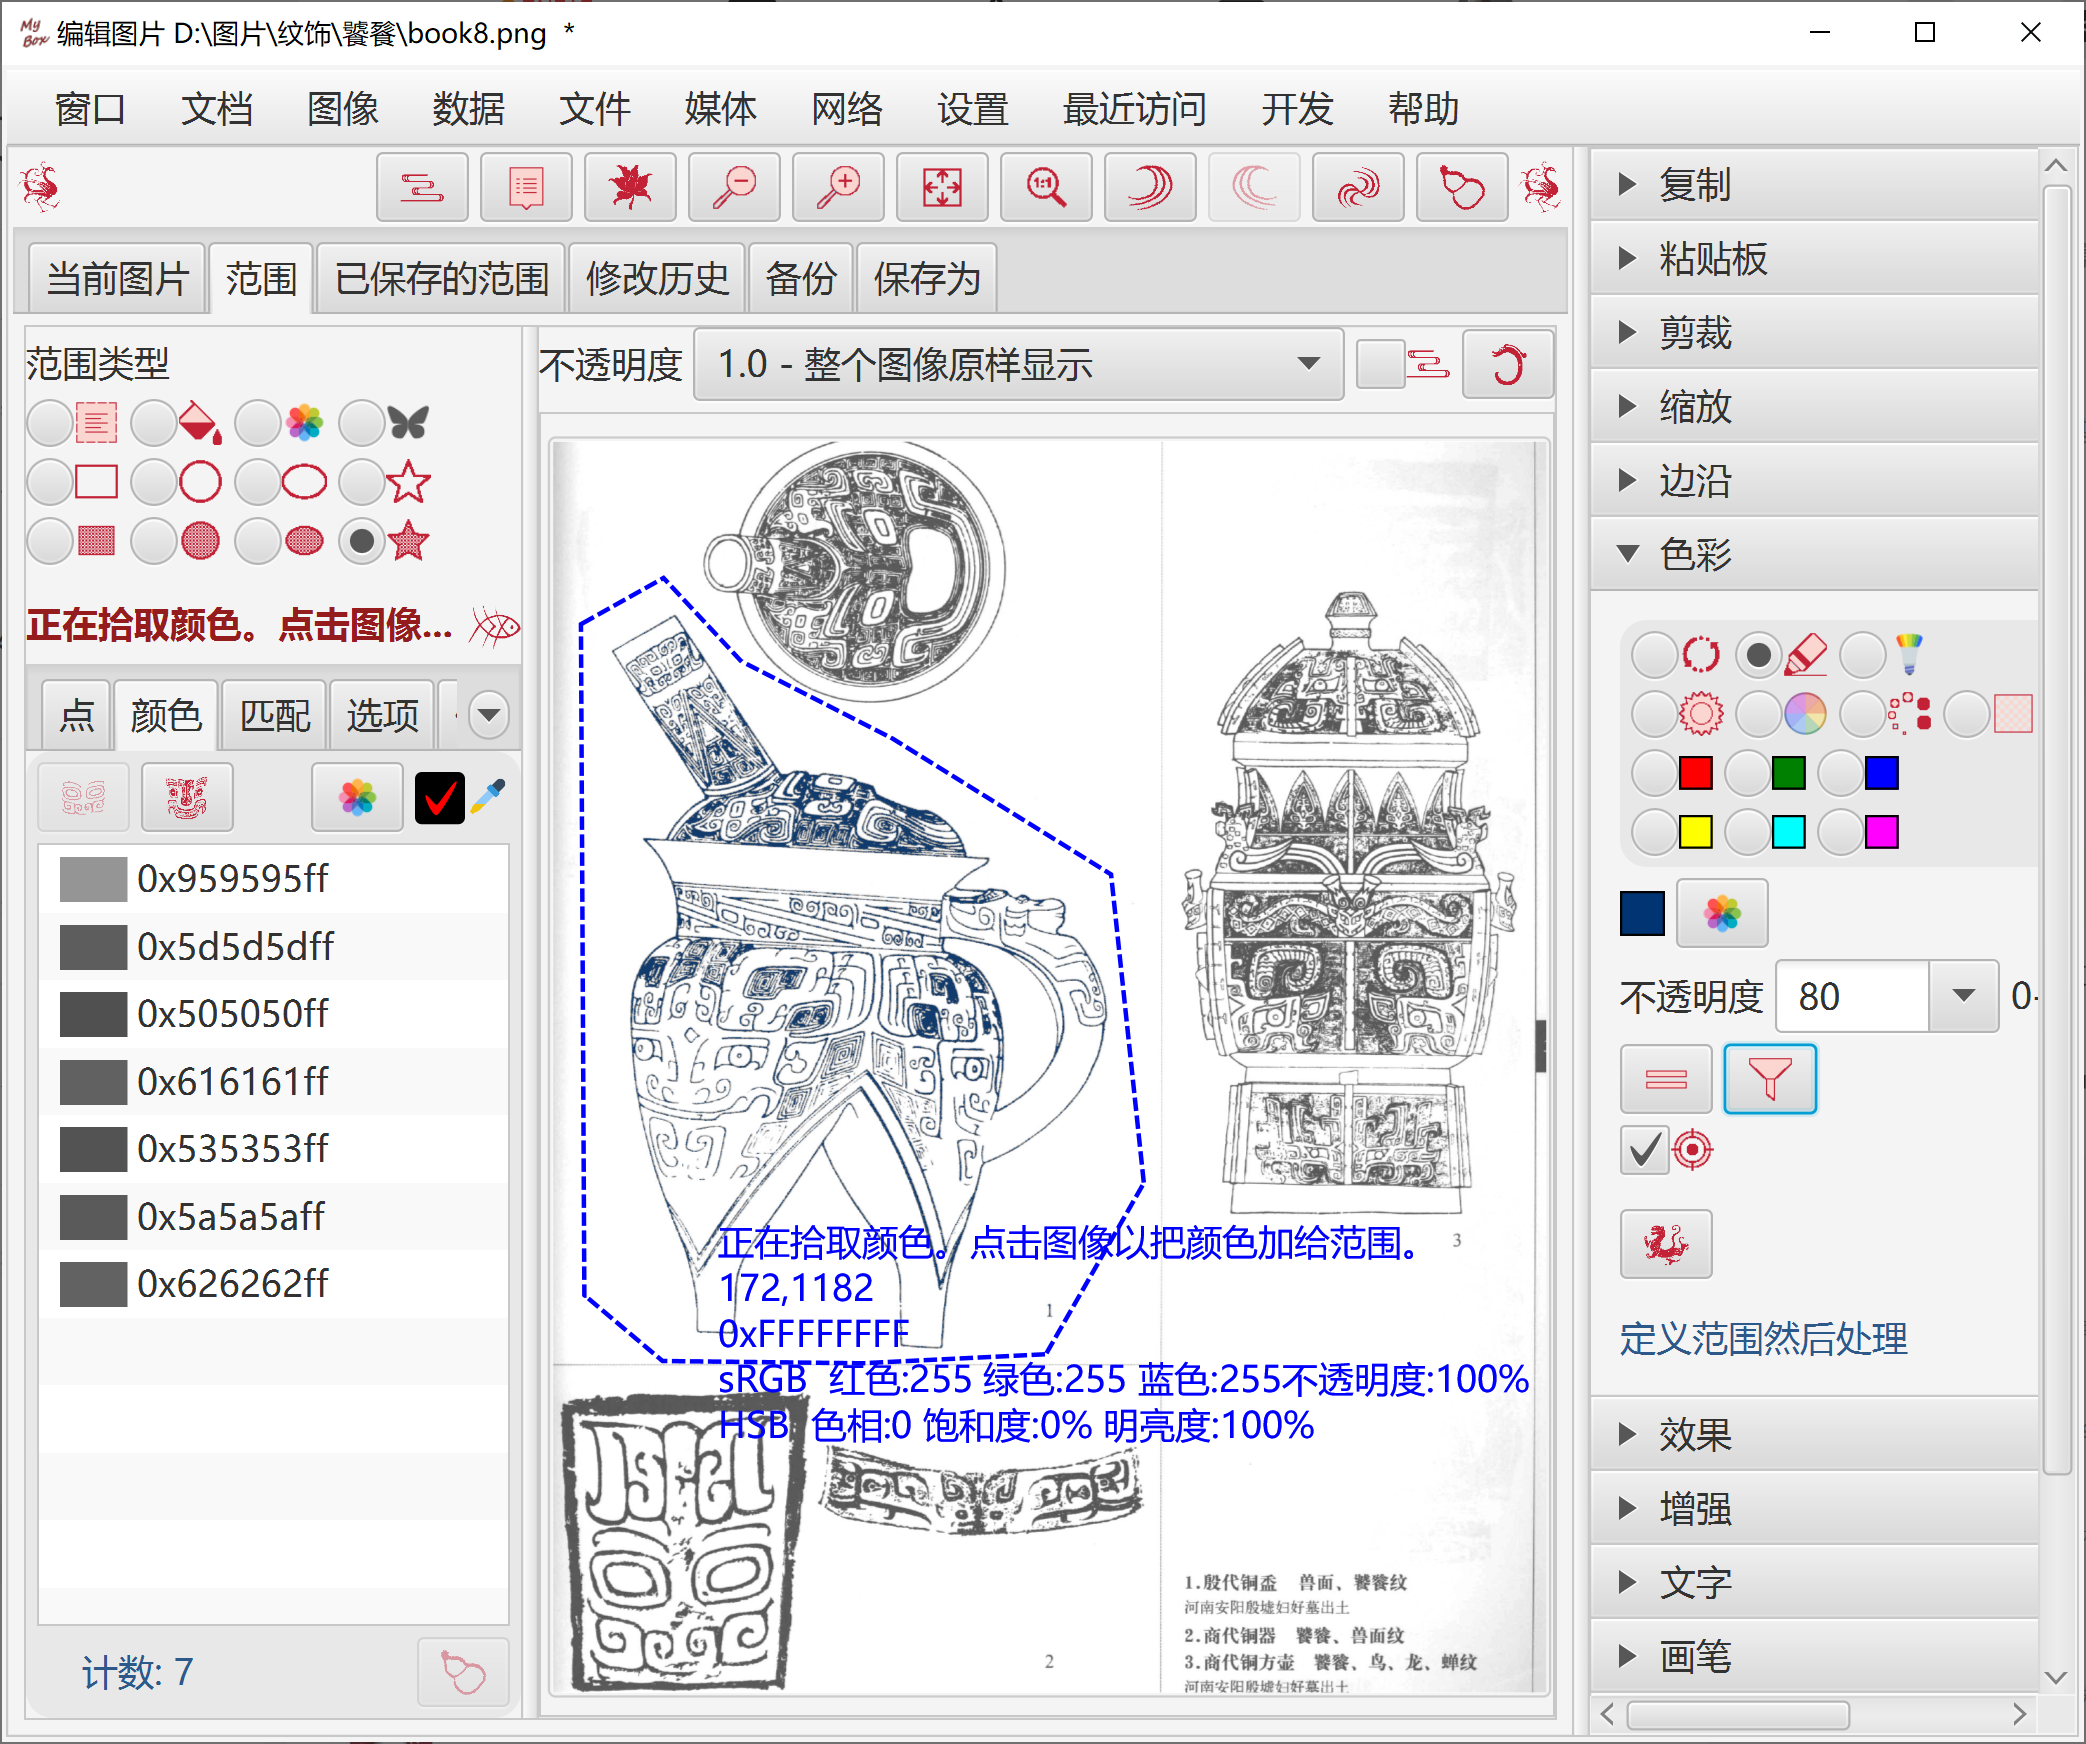 My Box 编辑图片 D:\图片\纹饰\饕餮\book8.png *
窗口 文档 图像 数据 文件 媒体 网络 设置 最近访问 开发 帮助
1:1
当前图片 范围 已保存的范围 修改历史 备份 保存为
范围类型
正在拾取颜色。点击图像...
点 颜色 匹配 选项
0x959595ff
0x5d5d5dff
0x505050ff
0x616161ff
0x535353ff
0x5a5a5aff
0x626262ff
计数: 7
不透明度 1.0 - 整个图像原样显示
正在拾取颜色。点击图像以把颜色加给范围。
172,1182
0xFFFFFFFF
sRGB 红色:255 绿色:255 蓝色:255不透明度:100%
HSB 色相:0 饱和度:0% 明亮度:100%
3
1
2
1.殷代铜盉 兽面、饕餮纹
河南安阳殷墟妇好墓出土
2.商代铜器 饕餮、兽面纹
3.商代铜方壶 饕餮、鸟、龙、蝉纹
河南安阳殷墟妇好墓出土
复制
粘贴板
剪裁
缩放
边沿
色彩
不透明度 80 0-
定义范围然后处理
效果
增强
文字
画笔